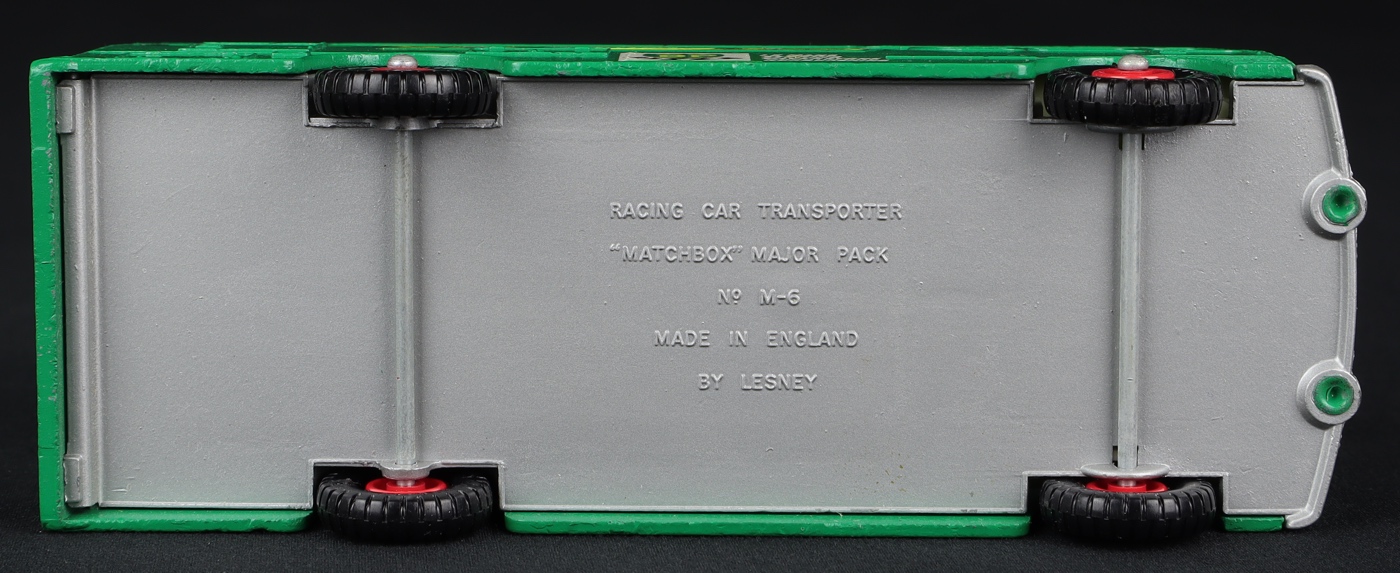 RACING CAR TRANSPORTER
“MATCHBOX” MAJOR PACK
Nº M-6
MADE IN ENGLAND
BY LESNEY